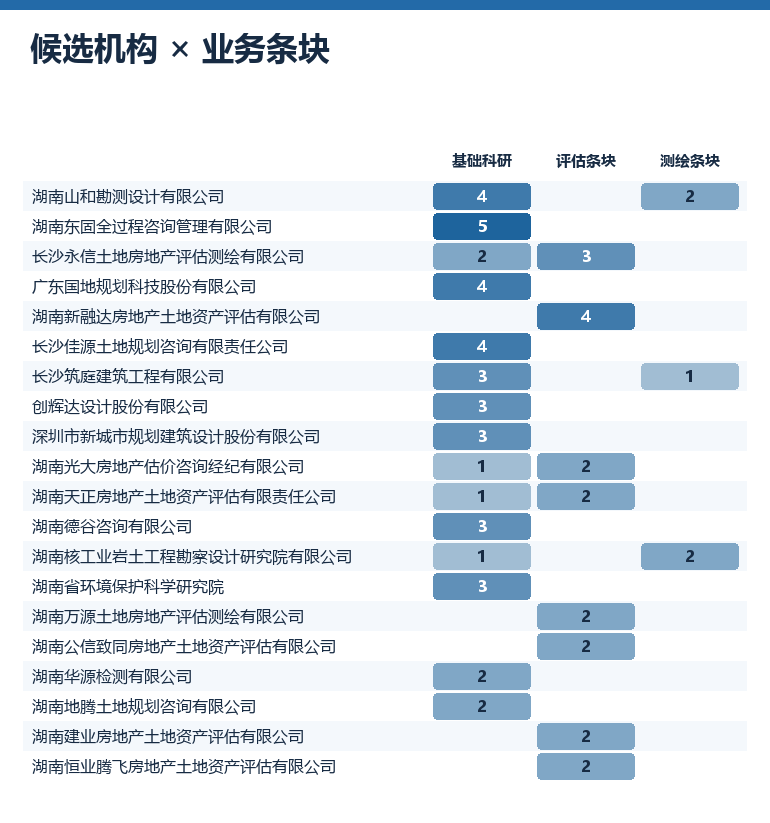 候选机构 × 业务条块
基础科研 评估条块 测绘条块
湖南山和勘测设计有限公司 4 2
湖南东固全过程咨询管理有限公司 5
长沙永信土地房地产评估测绘有限公司 2 3
广东国地规划科技股份有限公司 4
湖南新融达房地产土地资产评估有限公司 4
长沙佳源土地规划咨询有限责任公司 4
长沙筑庭建筑工程有限公司 3 1
创辉达设计股份有限公司 3
深圳市新城市规划建筑设计股份有限公司 3
湖南光大房地产估价咨询经纪有限公司 1 2
湖南天正房地产土地资产评估有限责任公司 1 2
湖南德谷咨询有限公司 3
湖南核工业岩土工程勘察设计研究院有限公司 1 2
湖南省环境保护科学研究院 3
湖南万源土地房地产评估测绘有限公司 2
湖南公信致同房地产土地资产评估有限公司 2
湖南华源检测有限公司 2
湖南地腾土地规划咨询有限公司 2
湖南建业房地产土地资产评估有限公司 2
湖南恒业腾飞房地产土地资产评估有限公司 2